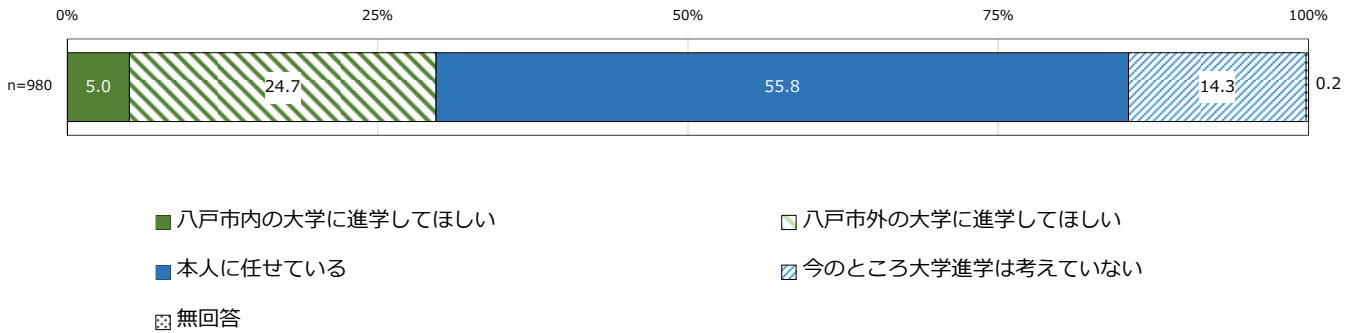 0% 25% 50% 75% 100%
n=980 5.0 24.7 55.8 14.3 0.2
八戸市内の大学に進学してほしい 八戸市外の大学に進学してほしい
本人に任せている 今のところ大学進学は考えていない
無回答